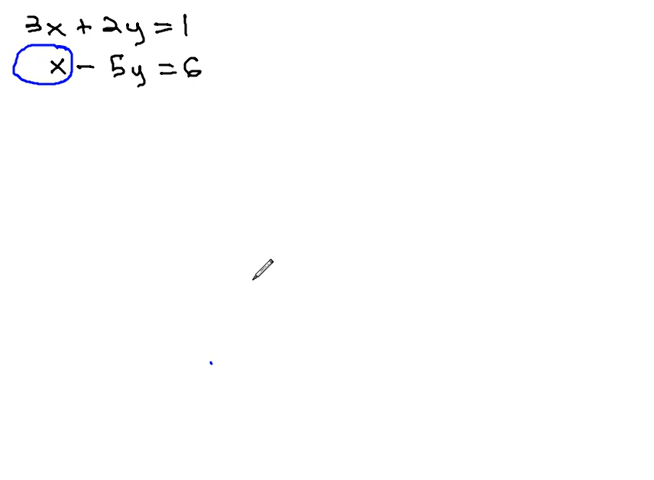 3x + 2y = 1
x - 5y = 6